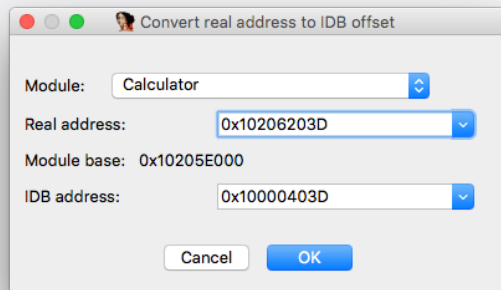 Convert real address to IDB offset
Module: Calculator
Real address: 0x10206203D
Module base: 0x10205E000
IDB address: 0x10000403D
Cancel OK